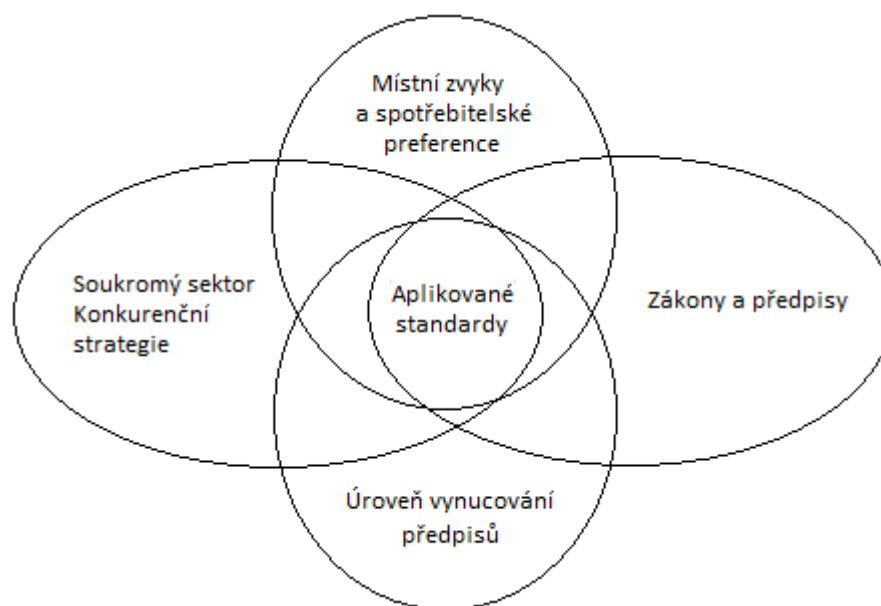 Místní zvyky
a spotřebitelské
preference
Soukromý sektor
Konkurenční
strategie
Aplikované
standardy
Zákony a předpisy
Úroveň vynucování
předpisů